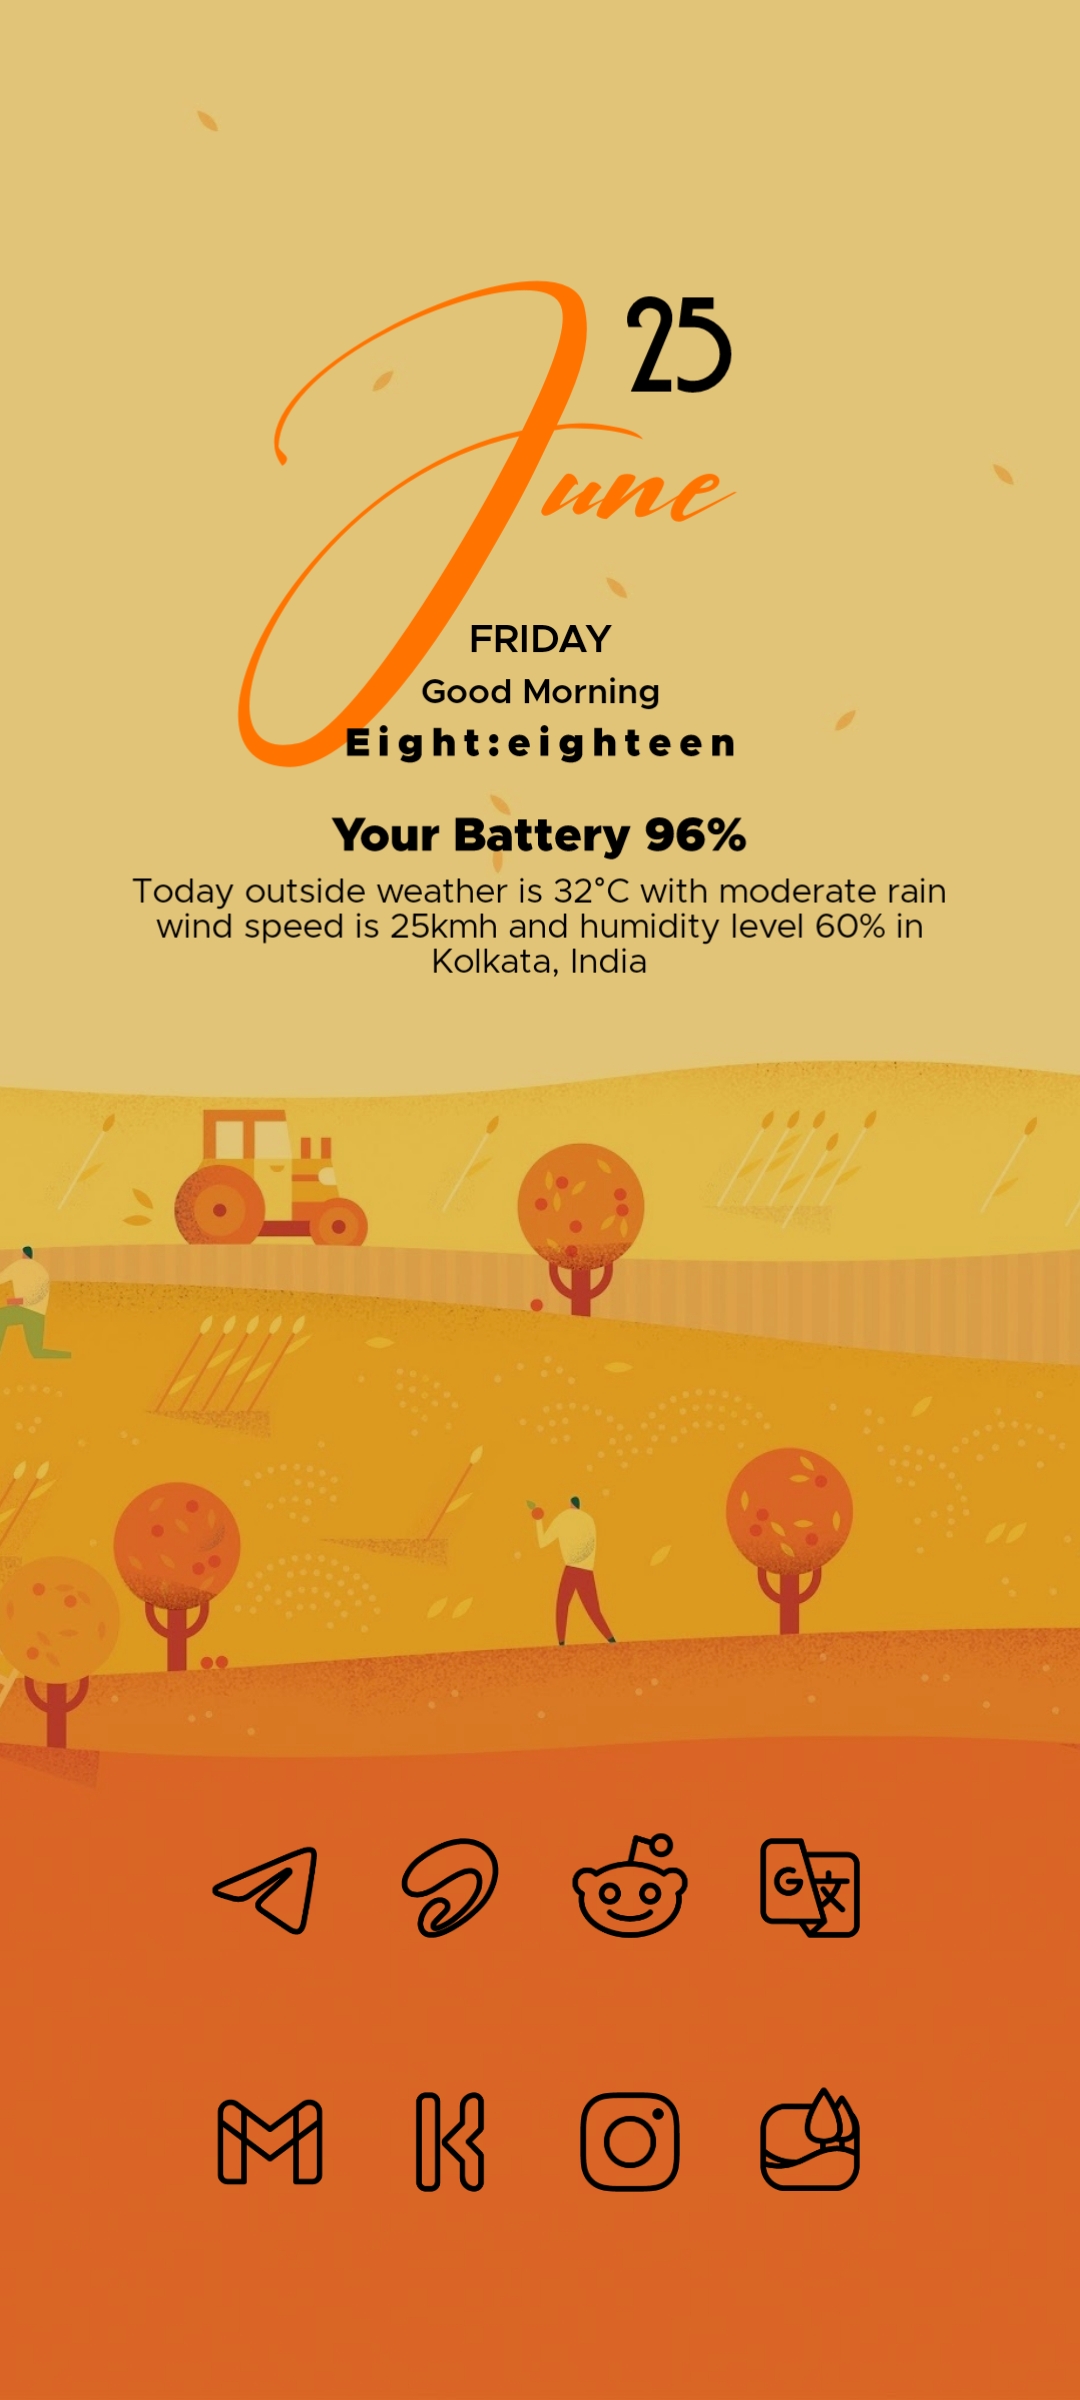 25
June
FRIDAY
Good Morning
Eight:eighteen
Your Battery 96%
Today outside weather is 32°C with moderate rain
wind speed is 25kmh and humidity level 60% in
Kolkata, India
G 文